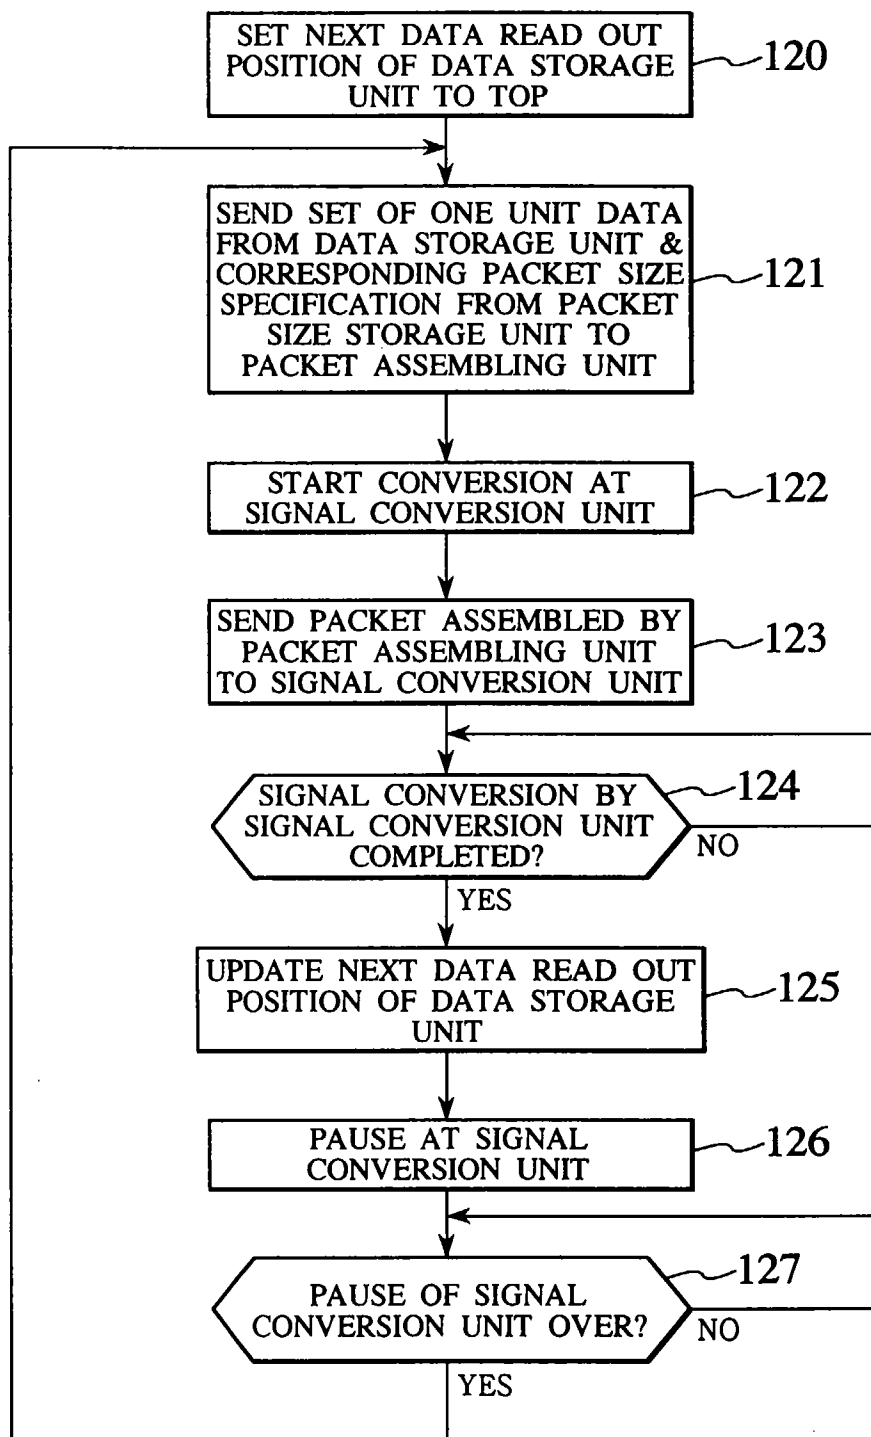 SET NEXT DATA READ OUT
POSITION OF DATA STORAGE
UNIT TO TOP
120
SEND SET OF ONE UNIT DATA
FROM DATA STORAGE UNIT &
CORRESPONDING PACKET SIZE
SPECIFICATION FROM PACKET
SIZE STORAGE UNIT TO
PACKET ASSEMBLING UNIT
121
START CONVERSION AT
SIGNAL CONVERSION UNIT
122
SEND PACKET ASSEMBLED BY
PACKET ASSEMBLING UNIT
TO SIGNAL CONVERSION UNIT
123
SIGNAL CONVERSION BY
SIGNAL CONVERSION UNIT
COMPLETED?
124
NO
YES
UPDATE NEXT DATA READ OUT
POSITION OF DATA STORAGE
UNIT
125
PAUSE AT SIGNAL
CONVERSION UNIT
126
PAUSE OF SIGNAL
CONVERSION UNIT OVER?
127
NO
YES